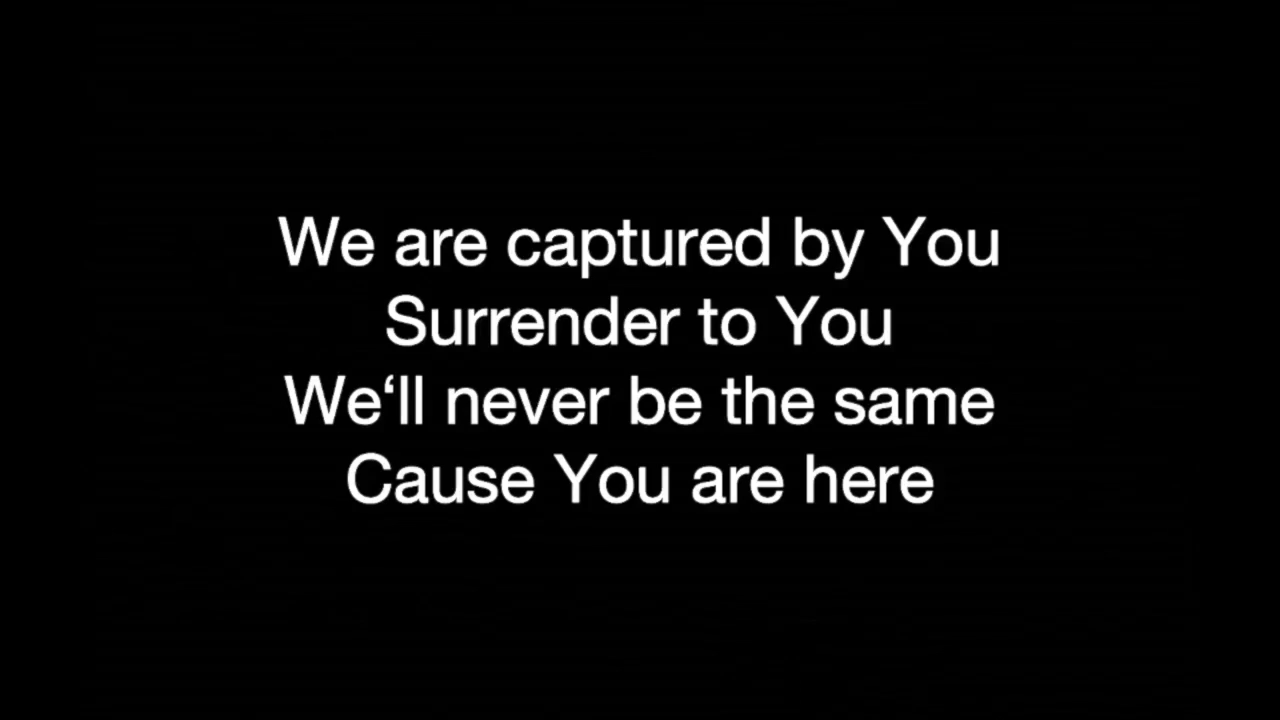 We are captured by You
Surrender to You
We‘ll never be the same
Cause You are here